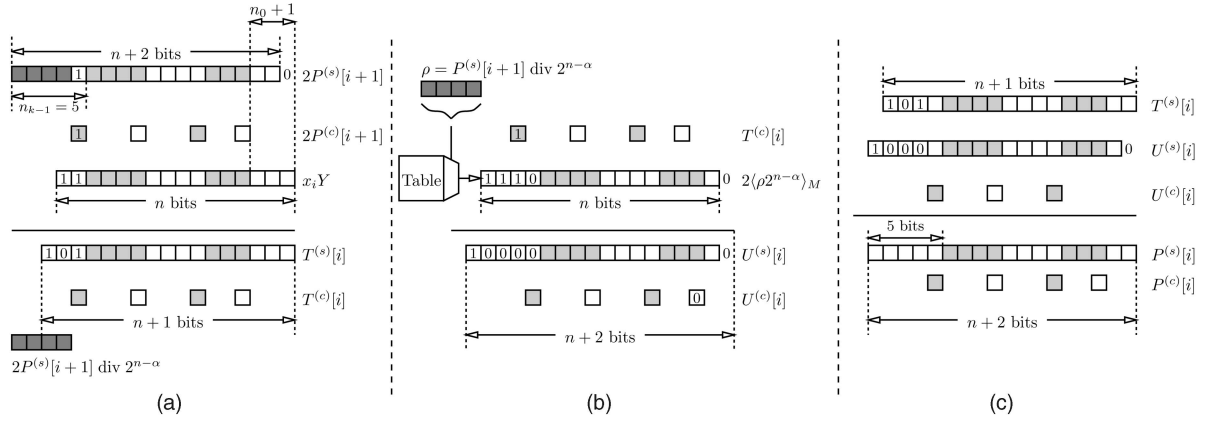 n₀ + 1
n + 2 bits
1 0 2P⁽ˢ⁾[i+1]
n_{k−1} = 5
1 2P⁽ᶜ⁾[i+1]
1 1 x_iY
n bits
1 0 1 T⁽ˢ⁾[i]
T⁽ᶜ⁾[i]
n + 1 bits
2P⁽ˢ⁾[i+1] div 2^{n−α}
(a)
ρ = P⁽ˢ⁾[i+1] div 2^{n−α}
1 T⁽ᶜ⁾[i]
Table 1 1 1 0 0 2⟨ρ2^{n−α}⟩_M
n bits
1 0 0 0 0 0 U⁽ˢ⁾[i]
0 U⁽ᶜ⁾[i]
n + 2 bits
(b)
n + 1 bits
1 0 1 T⁽ˢ⁾[i]
1 0 0 0 0 U⁽ˢ⁾[i]
U⁽ᶜ⁾[i]
5 bits
P⁽ˢ⁾[i]
P⁽ᶜ⁾[i]
n + 2 bits
(c)